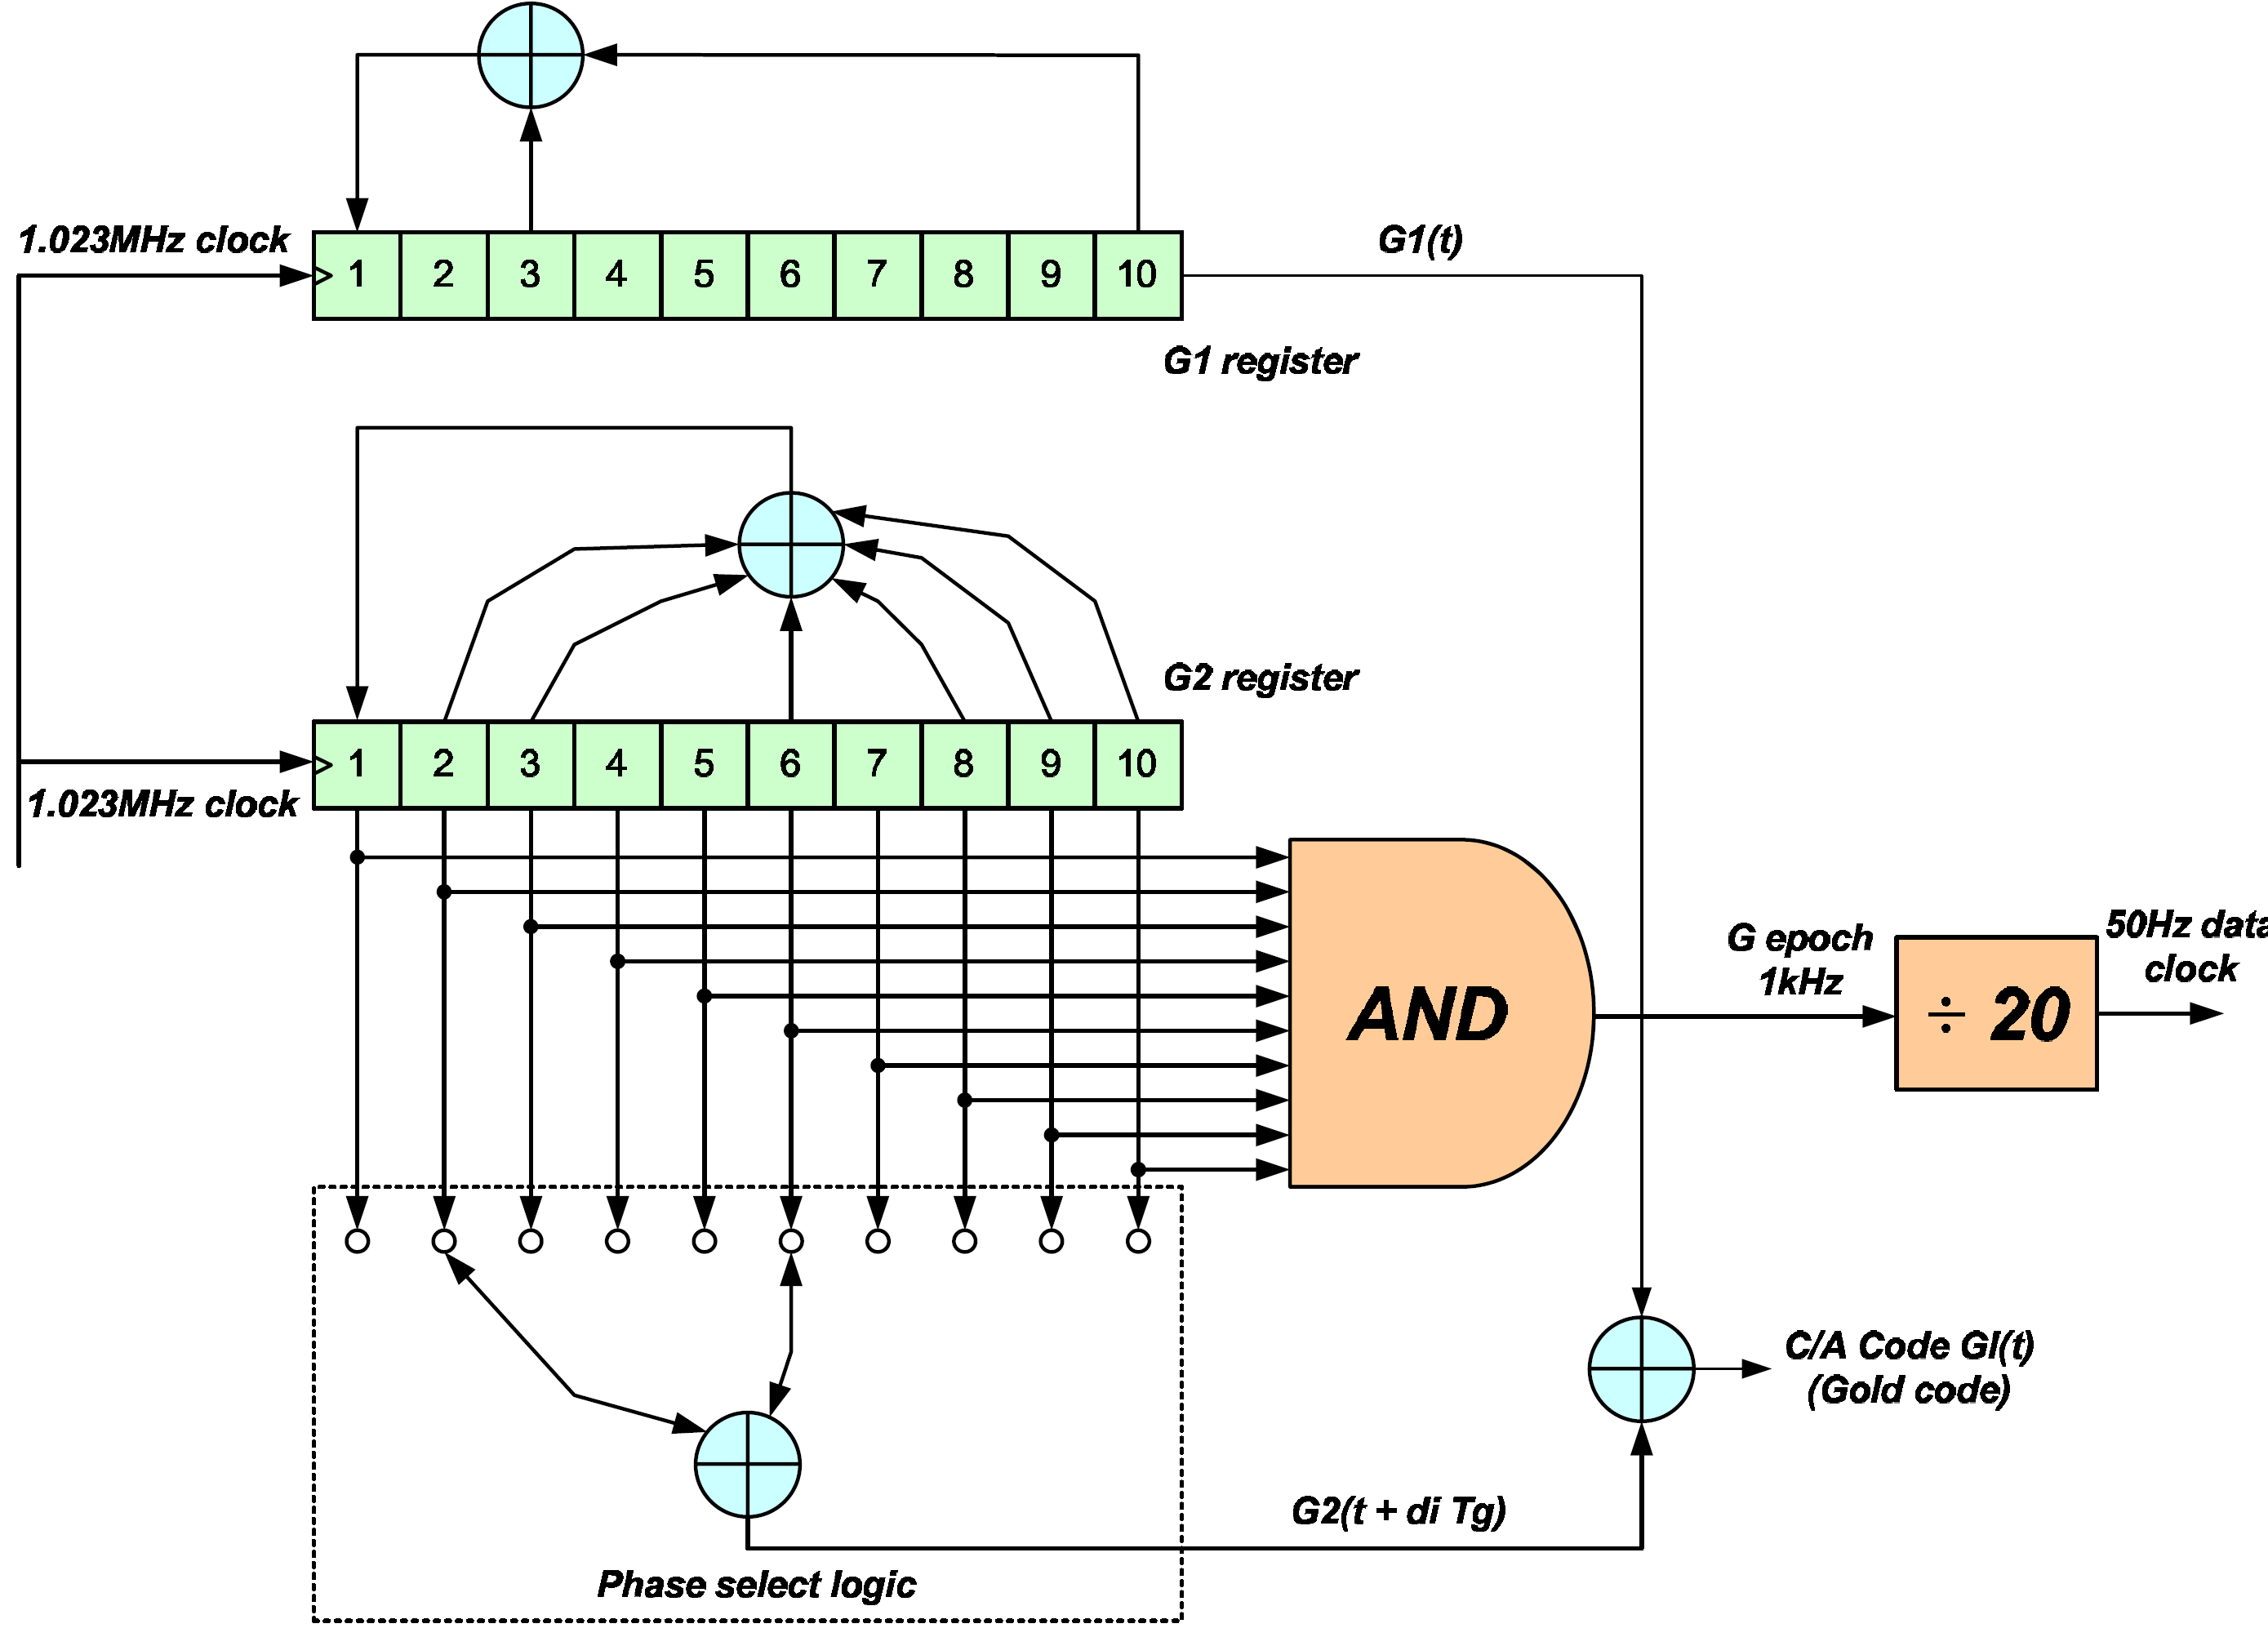 1.023MHz clock
1 2 3 4 5 6 7 8 9 10
G1(t)
G1 register
G2 register
1 2 3 4 5 6 7 8 9 10
1.023MHz clock
AND
G epoch
1kHz
÷ 20
50Hz data
clock
C/A Code GI(t)
(Gold code)
G2(t + di Tg)
Phase select logic